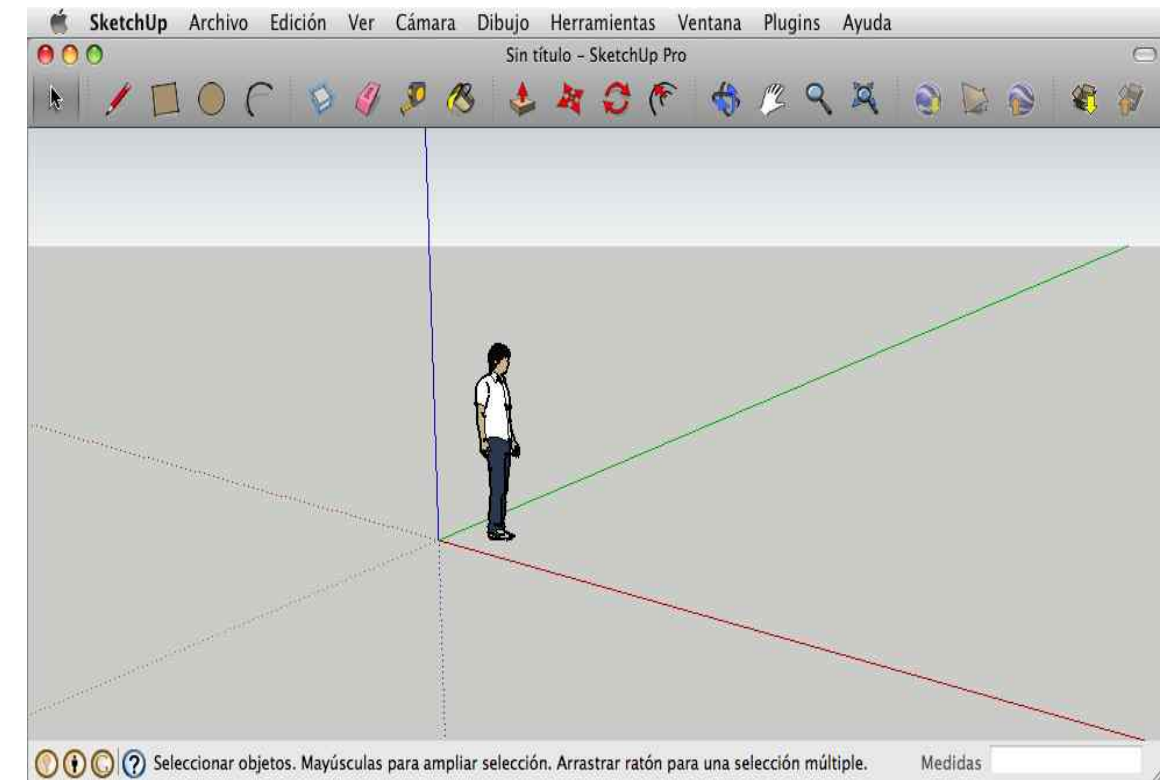 SketchUp Archivo Edición Ver Cámara Dibujo Herramientas Ventana Plugins Ayuda
Sin título - SketchUp Pro
Seleccionar objetos. Mayúsculas para ampliar selección. Arrastrar ratón para una selección múltiple. Medidas